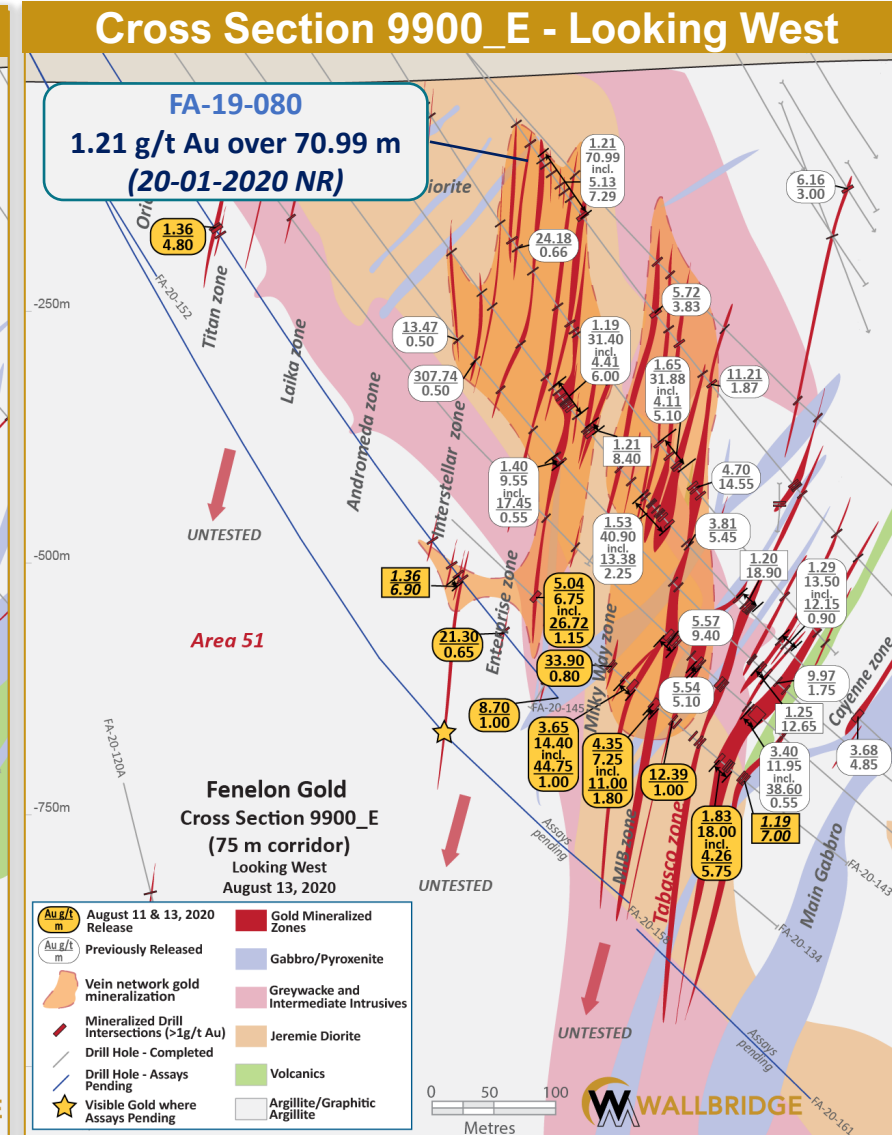 Cross Section 9900_E - Looking West
FA-19-080
1.21 g/t Au over 70.99 m
(20-01-2020 NR)
iorite
Ori
1.36
4.80
1.21
70.99
incl.
5.13
7.29
6.16
3.00
24.18
0.66
FA-20-152
Titan zone
-250m
5.72
3.83
13.47
0.50
307.74
0.50
1.19
31.40
incl.
4.41
6.00
1.65
31.88
incl.
4.11
5.10
11.21
1.87
Laika zone
Andromeda zone
Interstellar zone
1.21
8.40
1.40
9.55
incl.
17.45
0.55
4.70
14.55
UNTESTED
1.53
40.90
incl.
13.38
2.25
3.81
5.45
1.20
18.90
1.29
13.50
incl.
12.15
0.90
-500m
1.36
6.90
Enterprise zone
5.04
6.75
incl.
26.72
1.15
Area 51
21.30
0.65
33.90
0.80
Milky Way zone
5.57
9.40
9.97
1.75
Cayenne zone
8.70
1.00
FA-20-145
5.54
5.10
1.25
12.65
3.65
14.40
incl.
44.75
1.00
4.35
7.25
incl.
11.00
1.80
12.39
1.00
3.40
11.95
incl.
38.60
0.55
3.68
4.85
FA-20-120A
-750m
Fenelon Gold
Cross Section 9900_E
(75 m corridor)
Looking West
August 13, 2020
Assays
pending
MIB zone
Tabasco zone
1.83
18.00
incl.
4.26
5.75
1.19
7.00
Main Gabbro
FA-20-143
UNTESTED
FA-20-134
UNTESTED
Assays
pending
FA-20-161
Au g/t
m
August 11 & 13, 2020
Release
Au g/t
m
Previously Released
Vein network gold
mineralization
Mineralized Drill
Intersections (>1g/t Au)
Drill Hole - Completed
Drill Hole - Assays
Pending
Visible Gold where
Assays Pending
Gold Mineralized
Zones
Gabbro/Pyroxenite
Greywacke and
Intermediate Intrusives
Jeremie Diorite
Volcanics
Argillite/Graphitic
Argillite
0 50 100
Metres
WALLBRIDGE